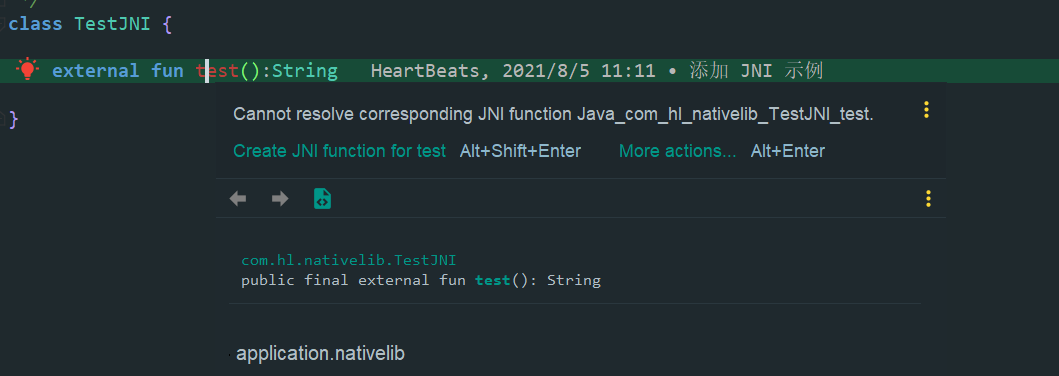 */
class TestJNI {
external fun test():String HeartBeats, 2021/8/5 11:11 • 添加 JNI 示例
}
Cannot resolve corresponding JNI function Java_com_hl_nativelib_TestJNI_test.
Create JNI function for test Alt+Shift+Enter More actions... Alt+Enter
com.hl.nativelib.TestJNI
public final external fun test(): String
application.nativelib